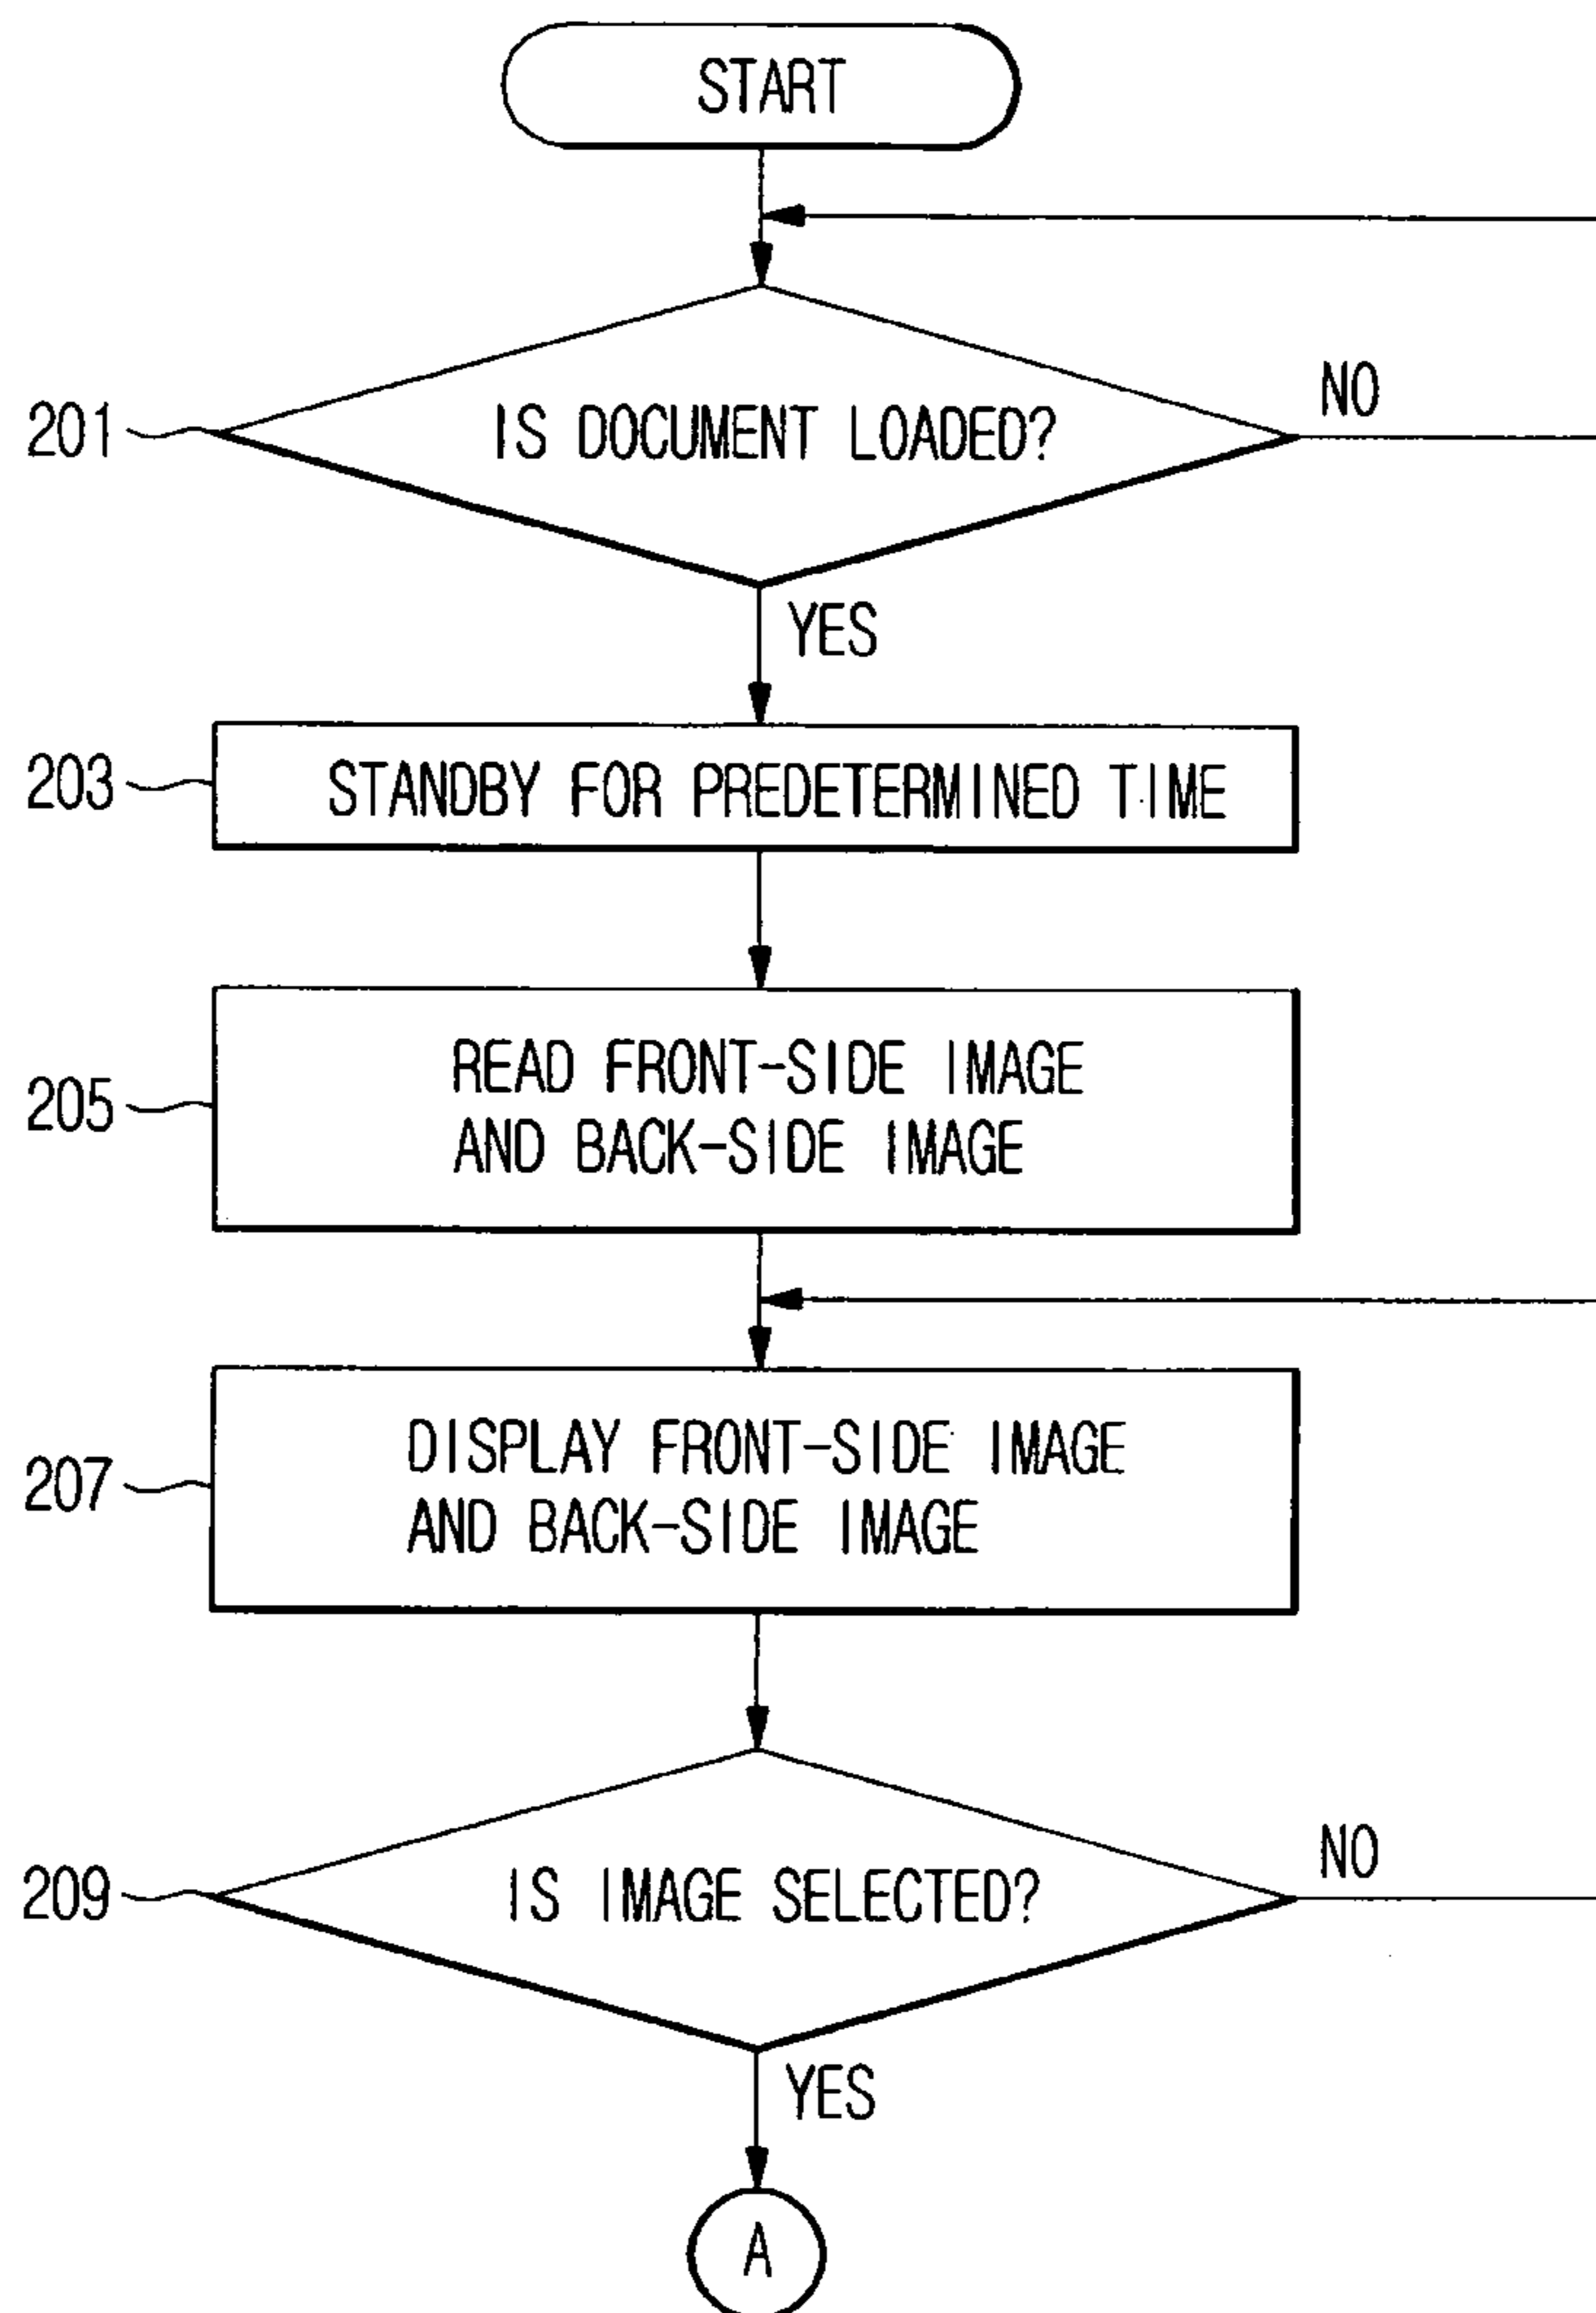 START
201
IS DOCUMENT LOADED?
NO
YES
203
STANDBY FOR PREDETERMINED TIME
205
READ FRONT-SIDE IMAGE
AND BACK-SIDE IMAGE
207
DISPLAY FRONT-SIDE IMAGE
AND BACK-SIDE IMAGE
209
IS IMAGE SELECTED?
NO
YES
A